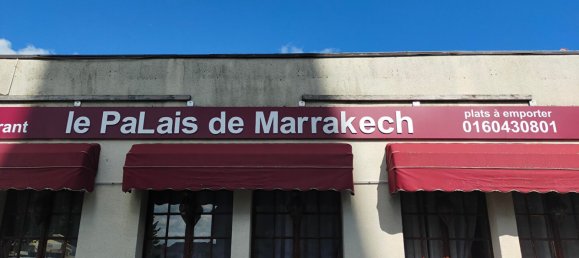 rant le PaLais de Marrakech plats à emporter
0160430801